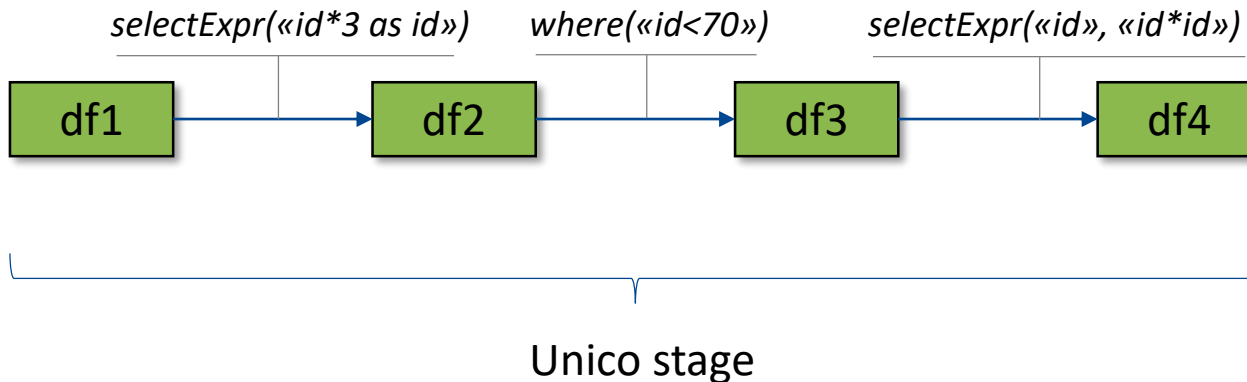 selectExpr(«id*3 as id») where(«id<70») selectExpr(«id», «id*id»)
df1 df2 df3 df4
Unico stage